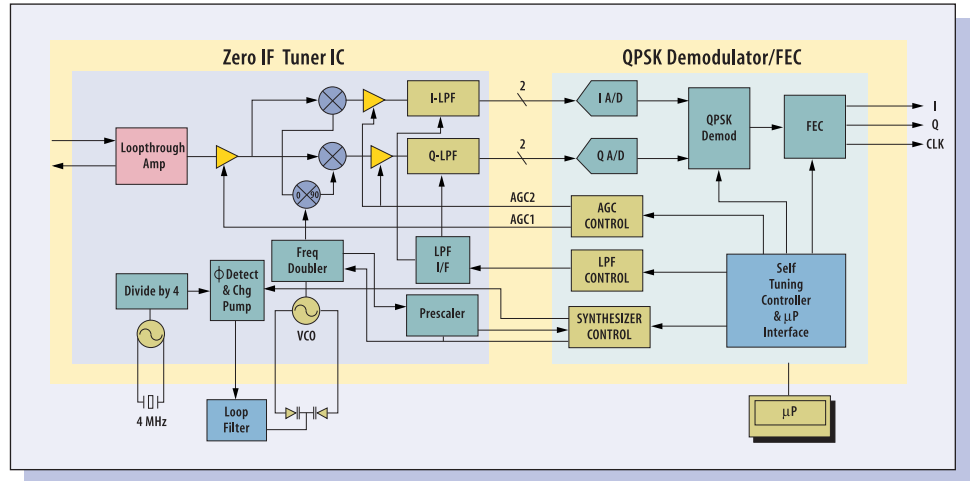 Zero IF Tuner IC
QPSK Demodulator/FEC
Loopthrough
Amp
I-LPF
Q-LPF
2
2
I A/D
Q A/D
QPSK
Demod
FEC
I
Q
CLK
0
90
AGC2
AGC1
AGC
CONTROL
Freq
Doubler
LPF
I/F
LPF
CONTROL
Self
Tuning
Controller
& μP
Interface
Divide by 4
Φ Detect
& Chg
Pump
VCO
Prescaler
SYNTHESIZER
CONTROL
4 MHz
Loop
Filter
μP